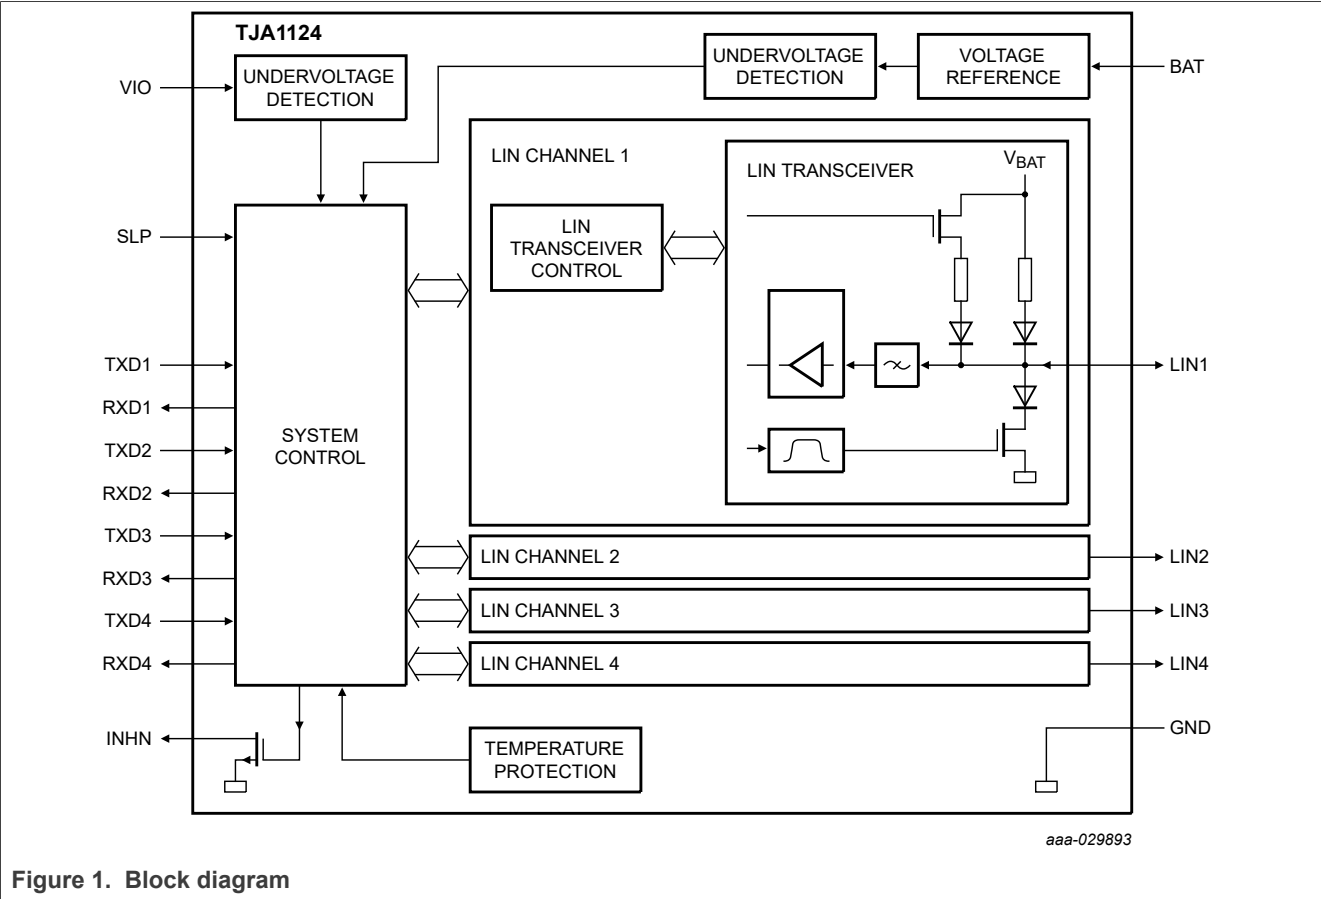 TJA1124
VIO
UNDERVOLTAGE
DETECTION
UNDERVOLTAGE
DETECTION
VOLTAGE
REFERENCE
BAT
LIN CHANNEL 1
LIN TRANSCEIVER
VBAT
LIN
TRANSCEIVER
CONTROL
SLP
TXD1
RXD1
TXD2
RXD2
TXD3
RXD3
TXD4
RXD4
SYSTEM
CONTROL
LIN1
LIN CHANNEL 2
LIN2
LIN CHANNEL 3
LIN3
LIN CHANNEL 4
LIN4
INHN
TEMPERATURE
PROTECTION
GND
aaa-029893
Figure 1. Block diagram